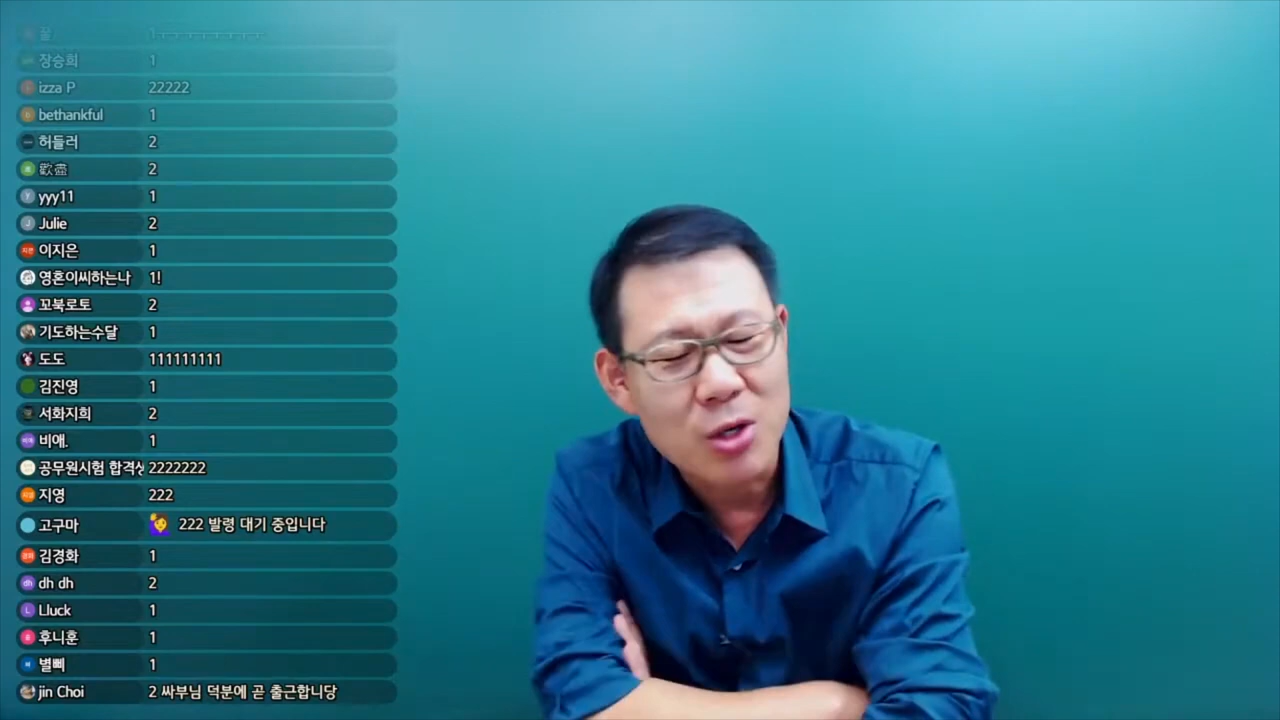 꿀 1ㅜㅜㅜㅜㅜㅜㅜㅜ
장승희 1
izza P 22222
bethankful 1
허들러 2
歡盡 2
yyy11 1
Julie 2
이지은 1
영혼이씨하는나 1!
꼬북로토 2
기도하는수달 1
도도 111111111
김진영 1
서화지희 2
비애. 1
공무원시험 합격 2222222
지영 222
고구마 222 발령 대기 중입니다
김경화 1
dh dh 2
Lluck 1
후니훈 1
별삐 1
jin Choi 2 싸부님 덕분에 곧 출근합니당